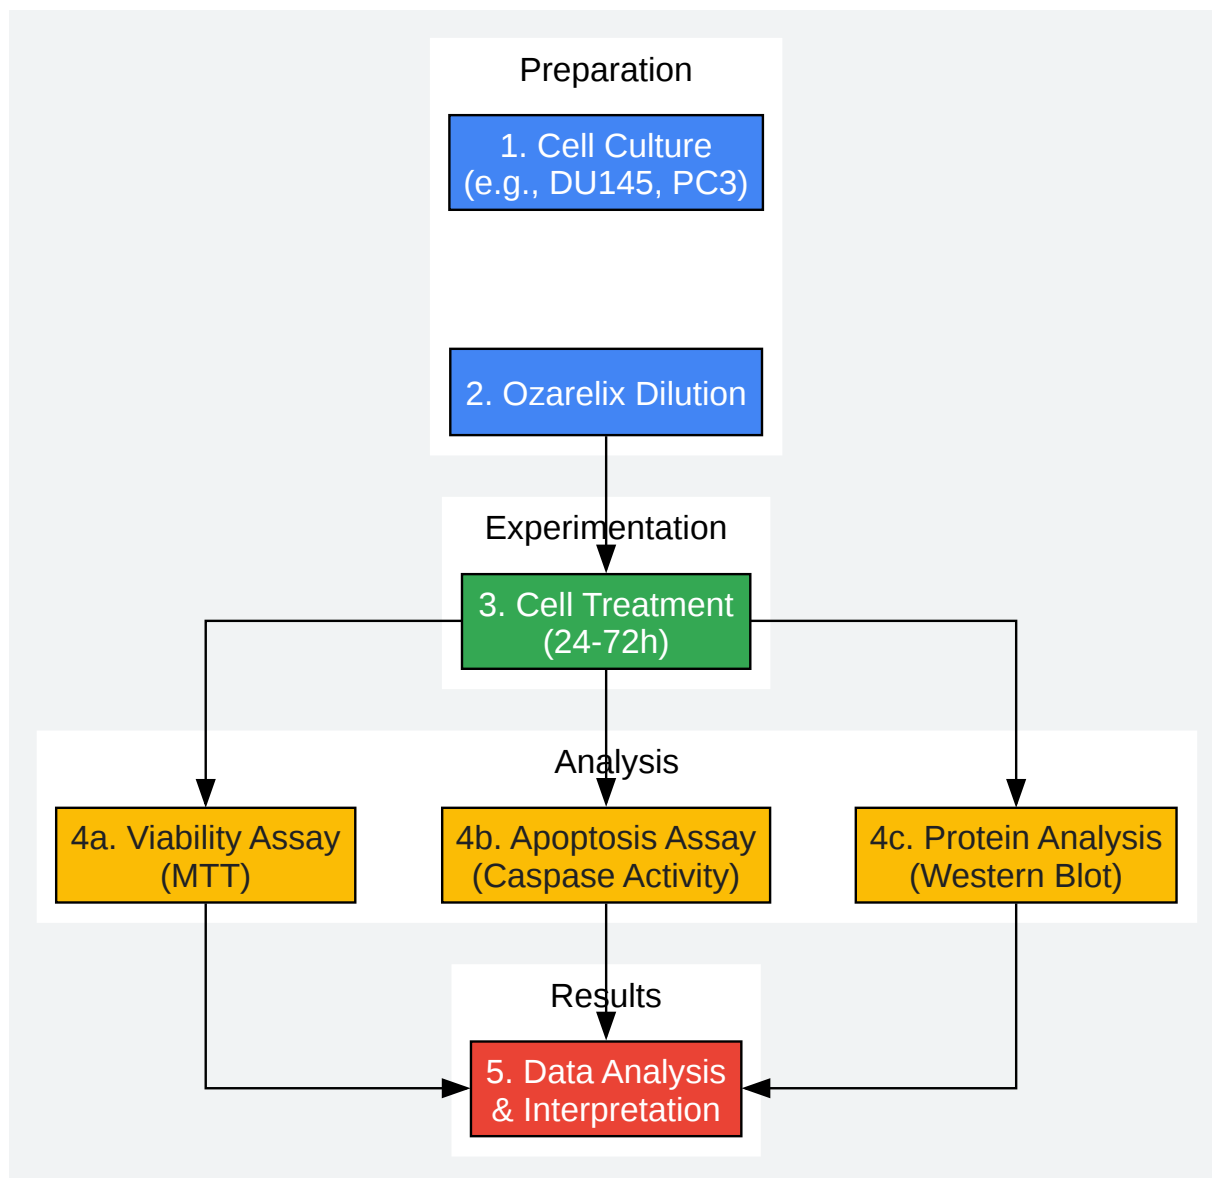 Preparation
1. Cell Culture
(e.g., DU145, PC3)
2. Ozarelix Dilution
Experimentation
3. Cell Treatment
(24-72h)
Analysis
4a. Viability Assay
(MTT)
4b. Apoptosis Assay
(Caspase Activity)
4c. Protein Analysis
(Western Blot)
Results
5. Data Analysis
& Interpretation